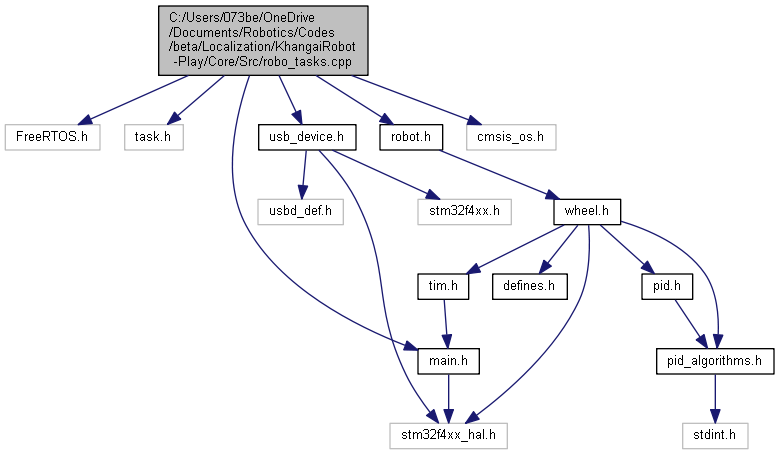 C:/Users/073be/OneDrive
/Documents/Robotics/Codes
/beta/Localization/KhangaiRobot
-Play/Core/Src/robo_tasks.cpp
FreeRTOS.h
task.h
usb_device.h
robot.h
cmsis_os.h
usbd_def.h
stm32f4xx.h
wheel.h
tim.h
defines.h
pid.h
main.h
pid_algorithms.h
stm32f4xx_hal.h
stdint.h